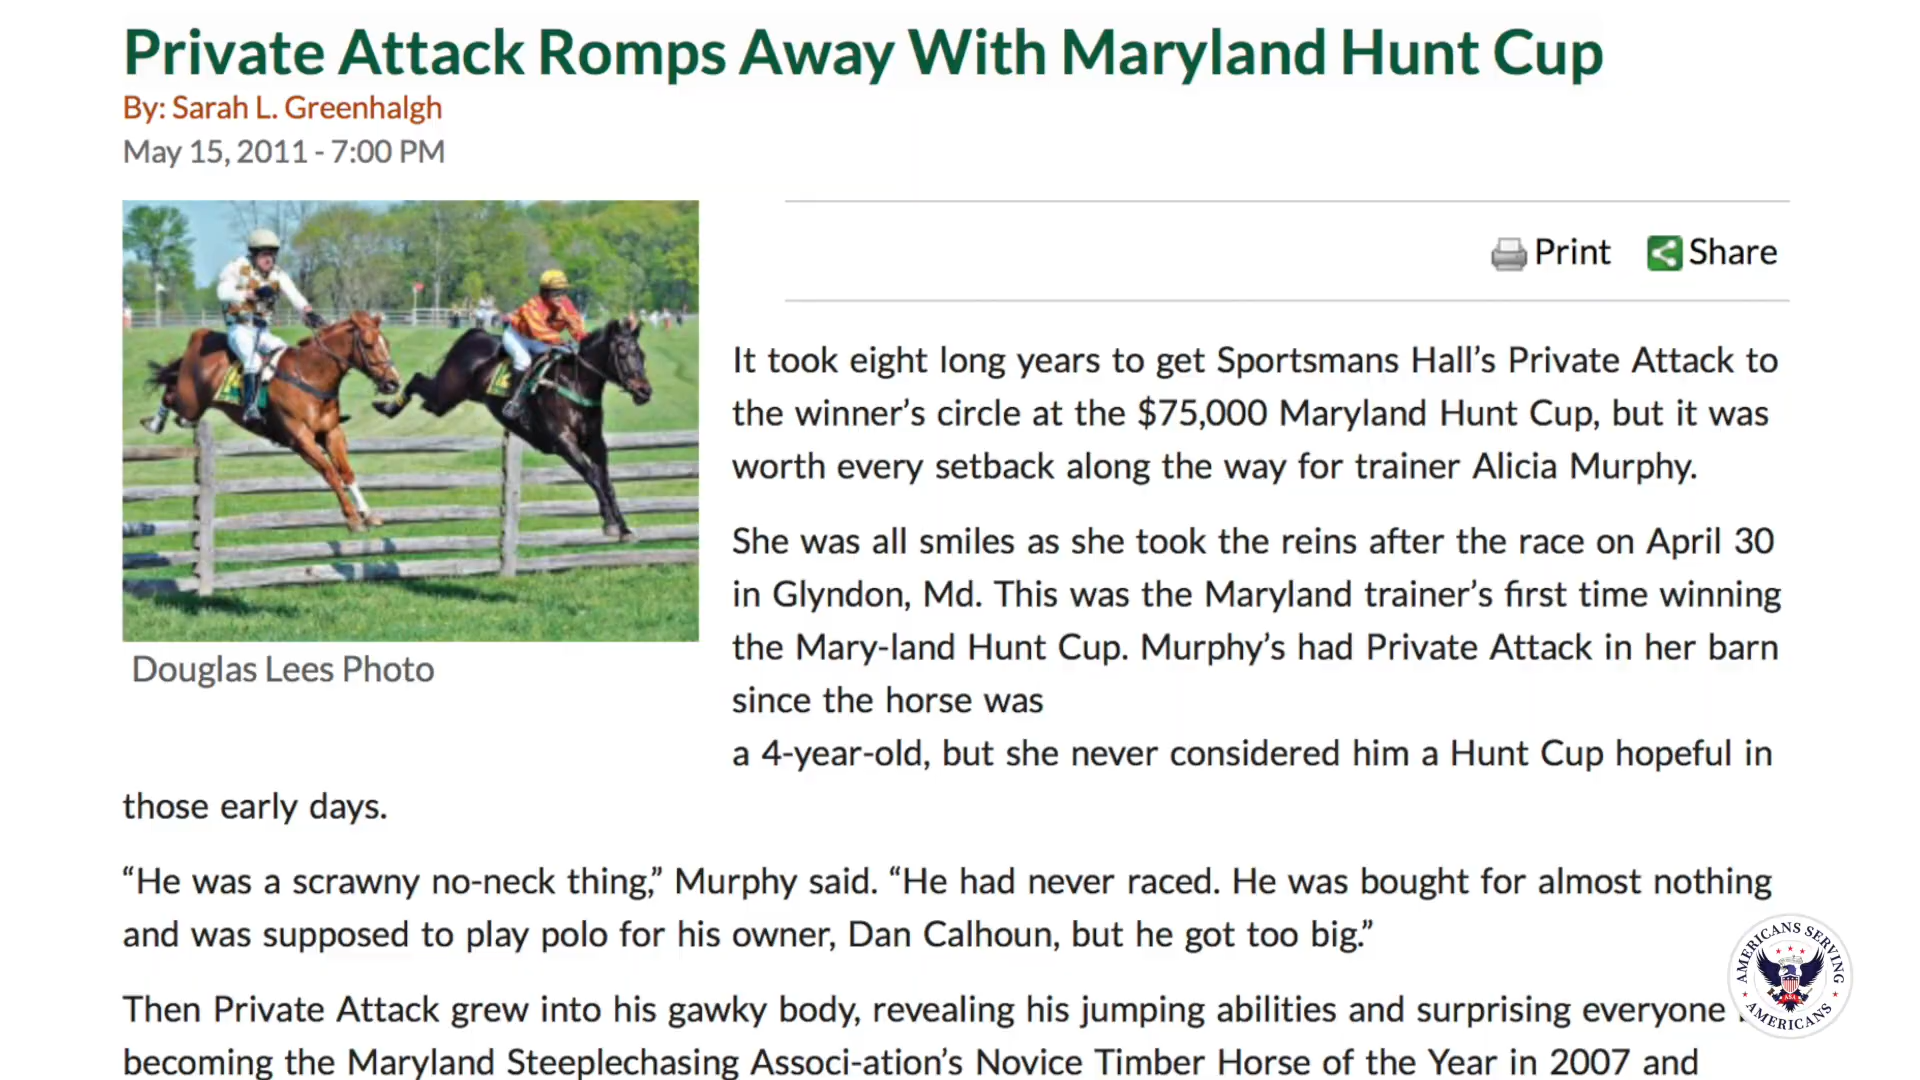 Private Attack Romps Away With Maryland Hunt Cup
By: Sarah L. Greenhalgh
May 15, 2011 - 7:00 PM
Print Share
It took eight long years to get Sportsmans Hall’s Private Attack to
the winner’s circle at the $75,000 Maryland Hunt Cup, but it was
worth every setback along the way for trainer Alicia Murphy.
She was all smiles as she took the reins after the race on April 30
in Glyndon, Md. This was the Maryland trainer’s first time winning
the Mary-land Hunt Cup. Murphy’s had Private Attack in her barn
since the horse was
a 4-year-old, but she never considered him a Hunt Cup hopeful in
Douglas Lees Photo
those early days.
“He was a scrawny no-neck thing,” Murphy said. “He had never raced. He was bought for almost nothing
and was supposed to play polo for his owner, Dan Calhoun, but he got too big.”
Then Private Attack grew into his gawky body, revealing his jumping abilities and surprising everyone
becoming the Maryland Steeplechasing Associ-ation’s Novice Timber Horse of the Year in 2007 and
AMERICANS SERVING
ASA
AMERICANS